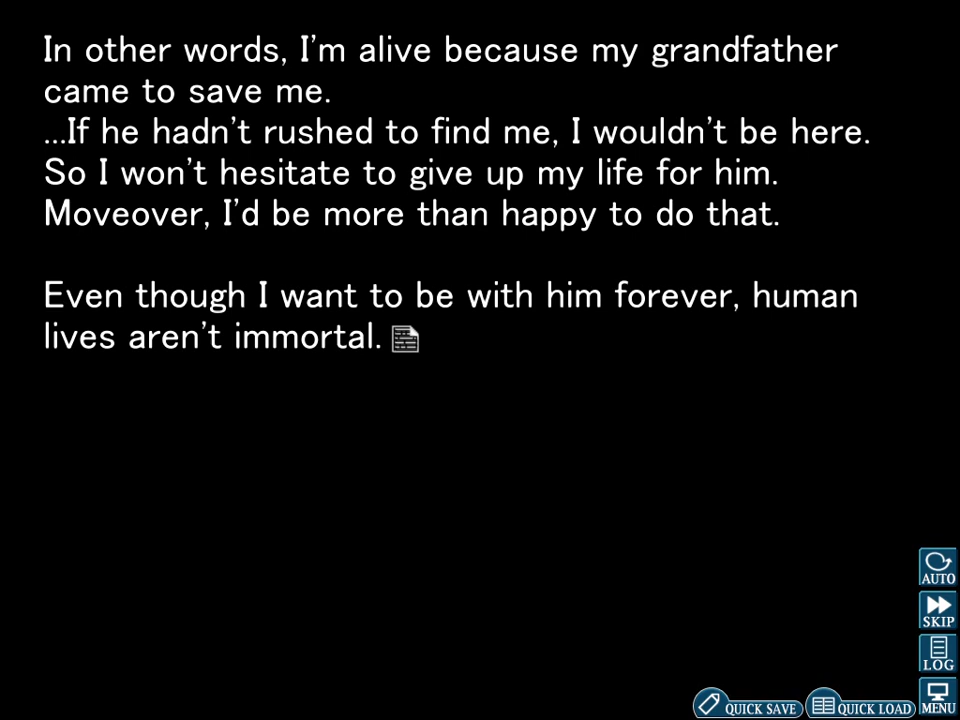 In other words, I'm alive because my grandfather
came to save me.
...If he hadn't rushed to find me, I wouldn't be here.
So I won't hesitate to give up my life for him.
Moveover, I'd be more than happy to do that.
Even though I want to be with him forever, human
lives aren't immortal.
AUTO
SKIP
LOG
QUICK SAVE QUICK LOAD MENU